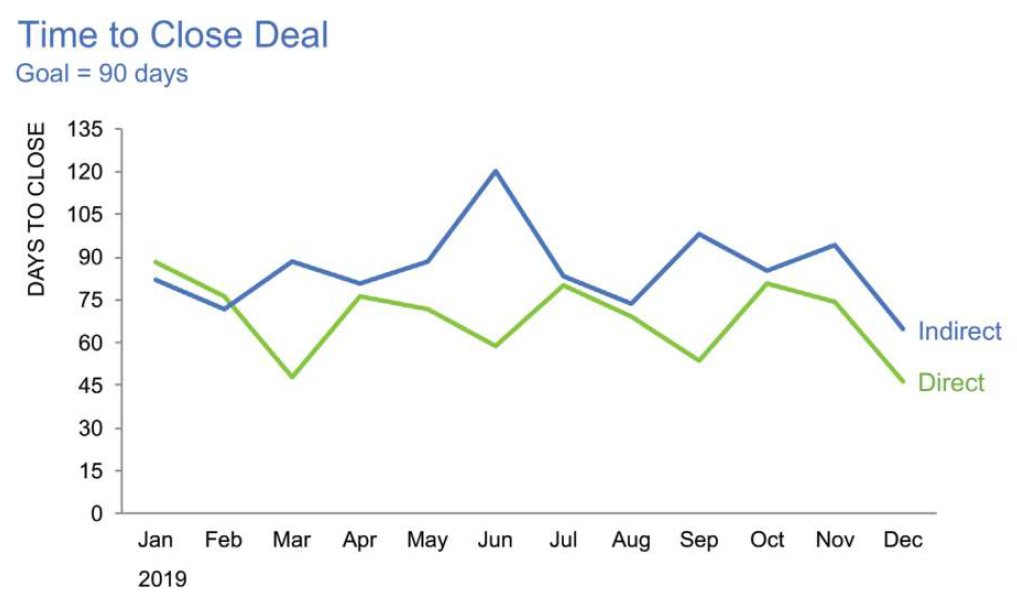 Time to Close Deal
Goal = 90 days
DAYS TO CLOSE
135
120
105
90
75
60
45
30
15
0
Indirect
Direct
Jan Feb Mar Apr May Jun Jul Aug Sep Oct Nov Dec
2019